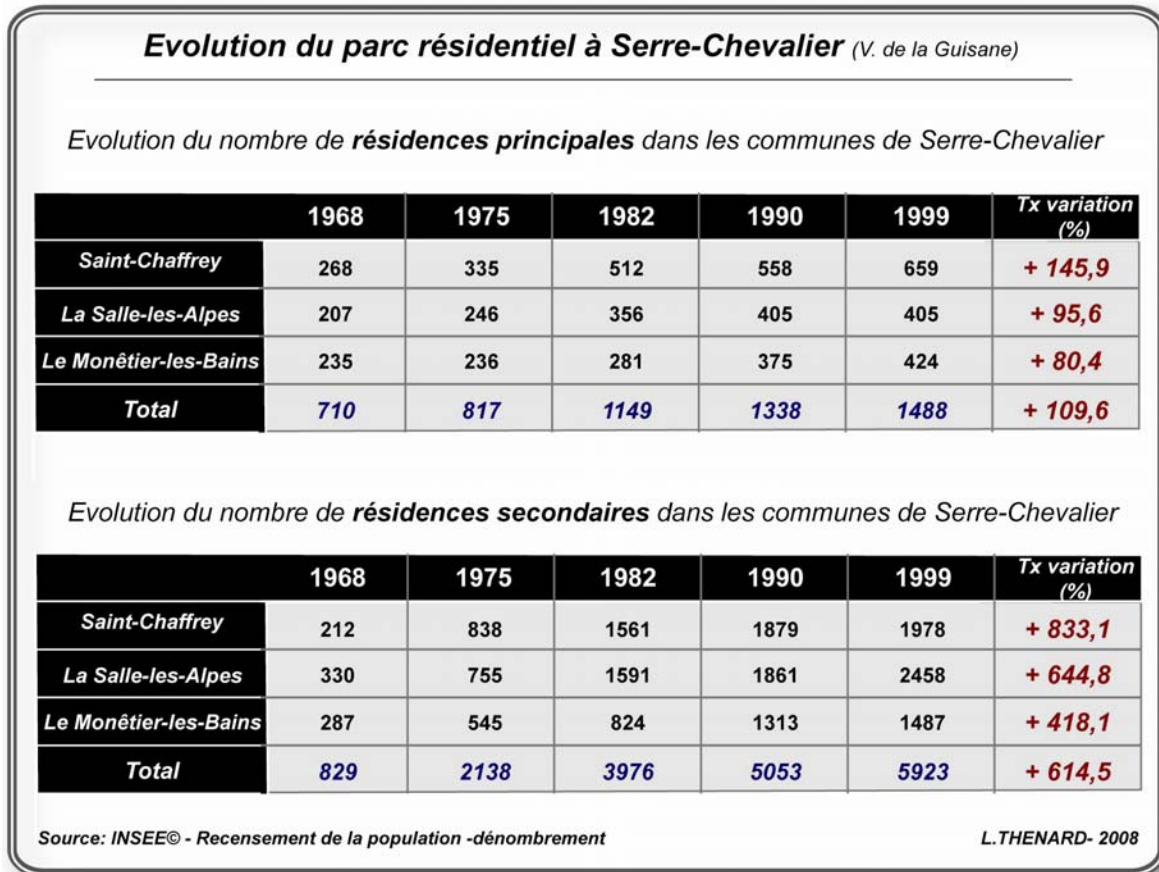 Evolution du parc résidentiel à Serre-Chevalier (V. de la Guisane)
Evolution du nombre de résidences principales dans les communes de Serre-Chevalier
1968 1975 1982 1990 1999 Tx variation (%)
Saint-Chaffrey 268 335 512 558 659 + 145,9
La Salle-les-Alpes 207 246 356 405 405 + 95,6
Le Monêtier-les-Bains 235 236 281 375 424 + 80,4
Total 710 817 1149 1338 1488 + 109,6
Evolution du nombre de résidences secondaires dans les communes de Serre-Chevalier
1968 1975 1982 1990 1999 Tx variation (%)
Saint-Chaffrey 212 838 1561 1879 1978 + 833,1
La Salle-les-Alpes 330 755 1591 1861 2458 + 644,8
Le Monêtier-les-Bains 287 545 824 1313 1487 + 418,1
Total 829 2138 3976 5053 5923 + 614,5
Source: INSEE© - Recensement de la population -dénombrement L.THENARD- 2008